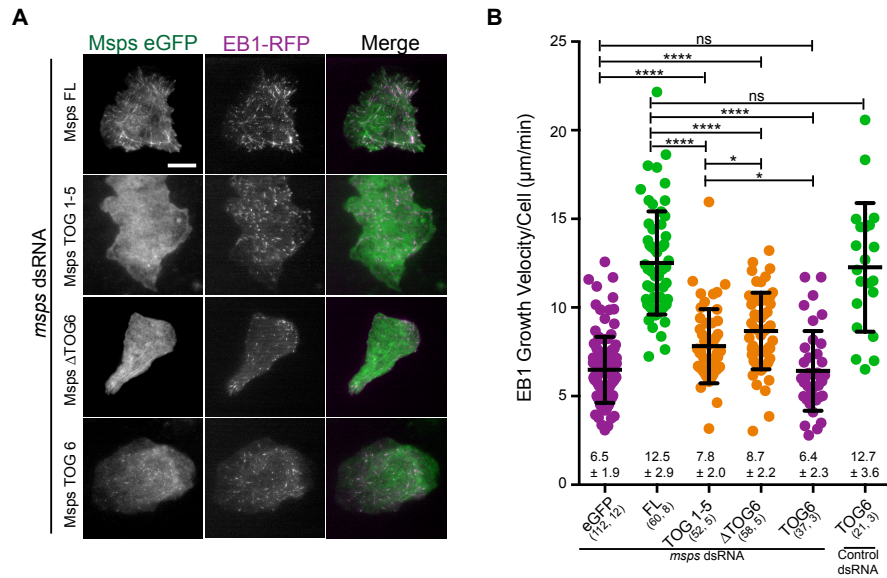 A
Msps eGFP
EB1-RFP
Merge
msps dsRNA
Msps FL
Msps TOG 1-5
Msps ΔTOG6
Msps TOG 6
B
EB1 Growth Velocity/Cell (μm/min)
25
20
15
10
5
0
ns
****
****
ns
****
****
****
*
*
6.5 12.5 7.8 8.7 6.4 12.7
± 1.9 ± 2.9 ± 2.0 ± 2.2 ± 2.3 ± 3.6
eGFP
(112, 12)
FL
(60, 8)
TOG 1-5
(52, 5)
ΔTOG6
(58, 5)
TOG6
(37, 3)
TOG6
(21, 3)
msps dsRNA
Control
dsRNA